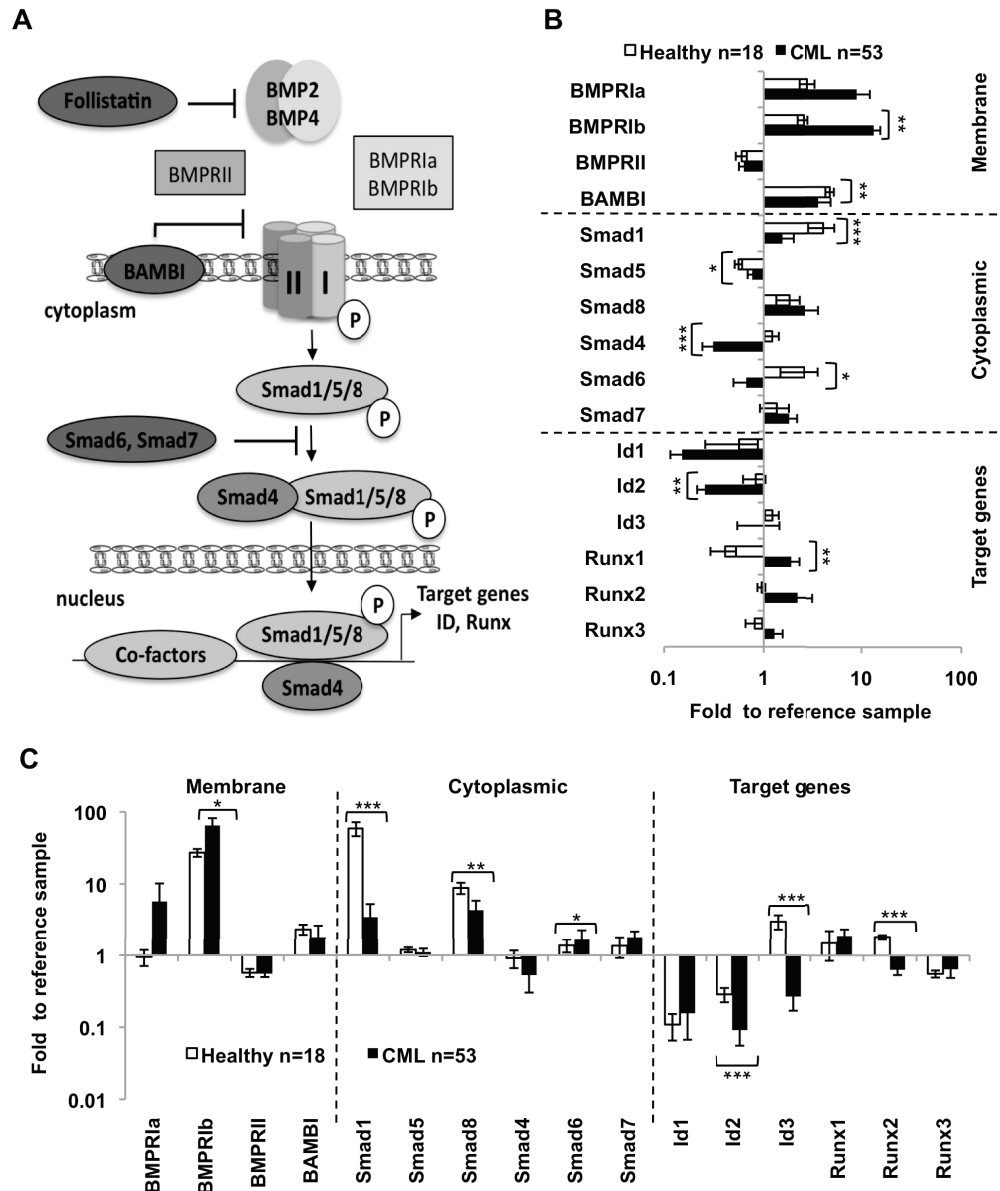 A
Follistatin
BMP2
BMP4
BMPRII
BMPRIa
BMPRIb
BAMBI
II
I
cytoplasm
P
Smad1/5/8
P
Smad6, Smad7
Smad4
Smad1/5/8
P
nucleus
P
Target genes
ID, Runx
Smad1/5/8
Co-factors
Smad4
B
Healthy n=18
CML n=53
BMPRIa
BMPRIb
**
BMPRII
BAMBI
**
Membrane
Smad1
***
Smad5
*
Smad8
Smad4
***
Smad6
*
Smad7
Cytoplasmic
Id1
Id2
**
Id3
Runx1
**
Runx2
Runx3
Target genes
0.1
1
10
100
Fold to reference sample
C
Membrane
Cytoplasmic
Target genes
Fold to reference sample
100
10
1
0.1
0.01
*
***
**
*
***
***
***
Healthy n=18
CML n=53
BMPRIa
BMPRIb
BMPRII
BAMBI
Smad1
Smad5
Smad8
Smad4
Smad6
Smad7
Id1
Id2
Id3
Runx1
Runx2
Runx3